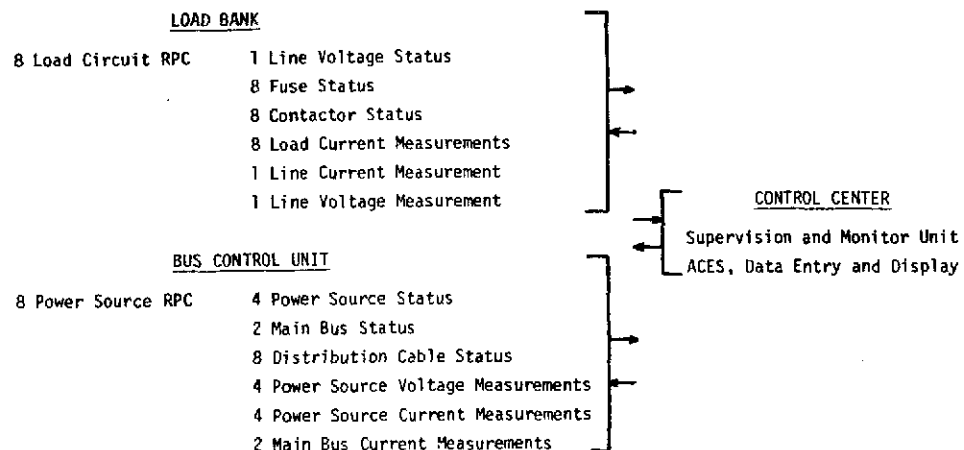 LOAD BANK
8 Load Circuit RPC 1 Line Voltage Status
8 Fuse Status
8 Contactor Status
8 Load Current Measurements
1 Line Current Measurement
1 Line Voltage Measurement
CONTROL CENTER
Supervision and Monitor Unit
ACES, Data Entry and Display
BUS CONTROL UNIT
8 Power Source RPC 4 Power Source Status
2 Main Bus Status
8 Distribution Cable Status
4 Power Source Voltage Measurements
4 Power Source Current Measurements
2 Main Bus Current Measurements